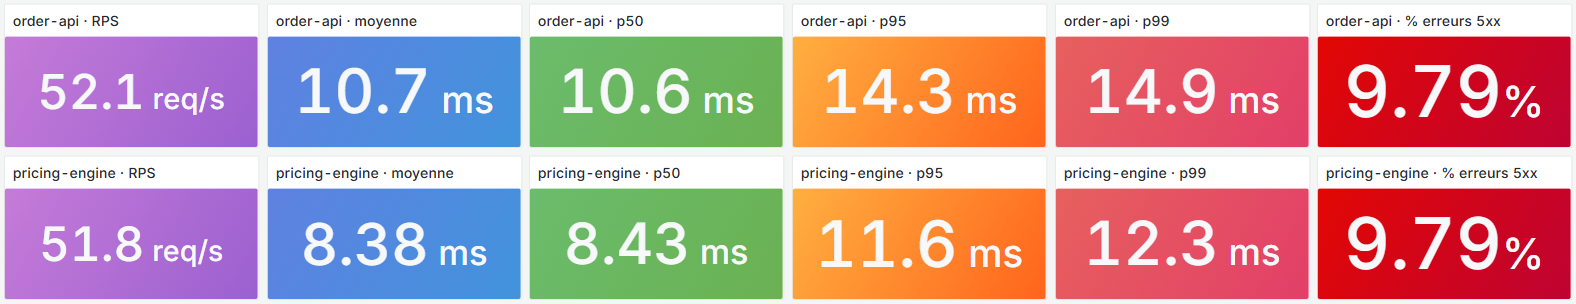 order-api · RPS
52.1 req/s
order-api · moyenne
10.7 ms
order-api · p50
10.6 ms
order-api · p95
14.3 ms
order-api · p99
14.9 ms
order-api · % erreurs 5xx
9.79%
pricing-engine · RPS
51.8 req/s
pricing-engine · moyenne
8.38 ms
pricing-engine · p50
8.43 ms
pricing-engine · p95
11.6 ms
pricing-engine · p99
12.3 ms
pricing-engine · % erreurs 5xx
9.79%